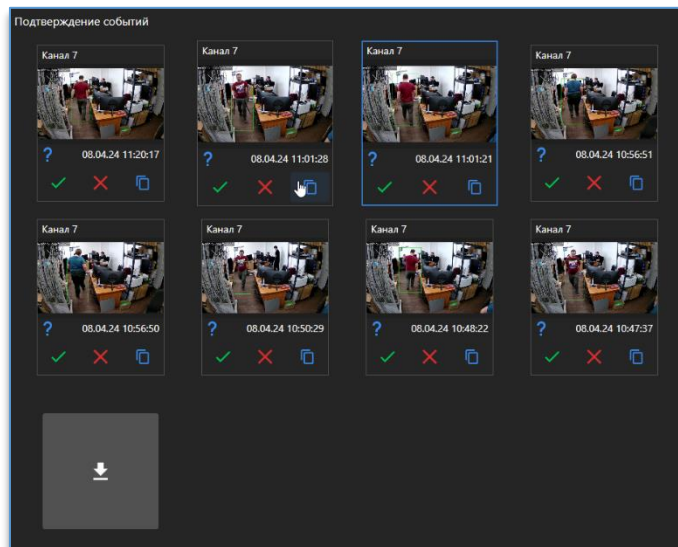 Подтверждение событий
Канал 7
Канал 7
Канал 7
Канал 7
? 08.04.24 11:20:17
? 08.04.24 11:01:28
? 08.04.24 11:01:21
? 08.04.24 10:56:51
Канал 7
Канал 7
Канал 7
Канал 7
? 08.04.24 10:56:50
? 08.04.24 10:50:29
? 08.04.24 10:48:22
? 08.04.24 10:47:37